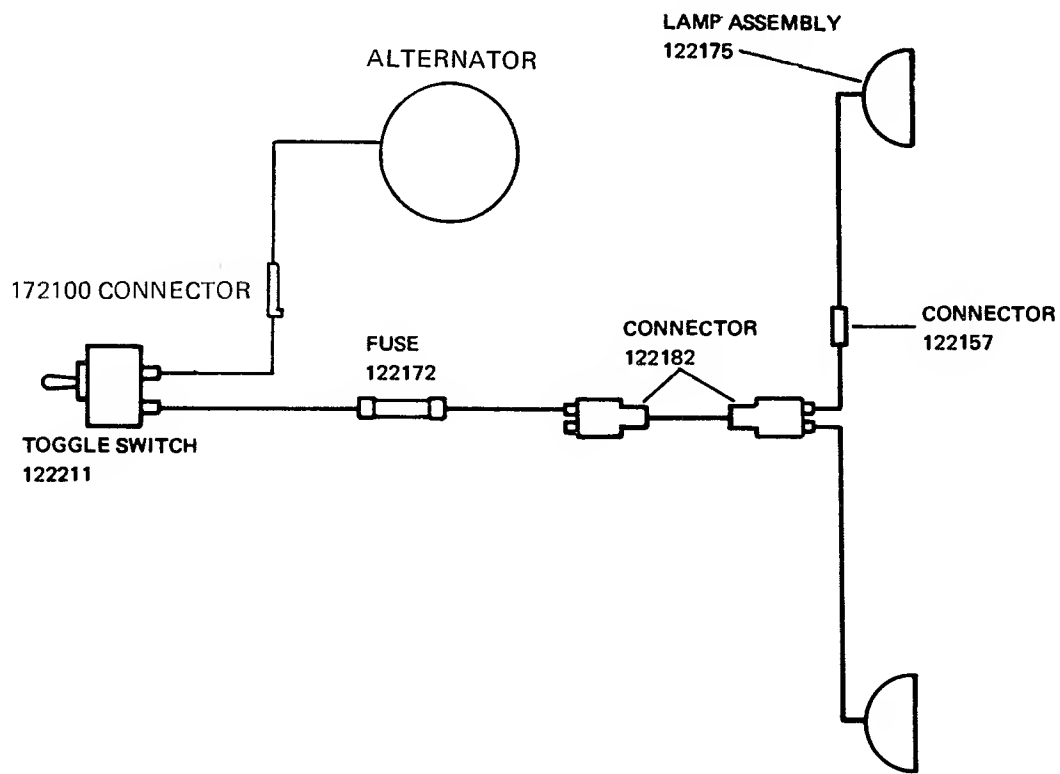 LAMP ASSEMBLY
122175
ALTERNATOR
172100 CONNECTOR
CONNECTOR
122157
FUSE
122172
CONNECTOR
122182
TOGGLE SWITCH
122211